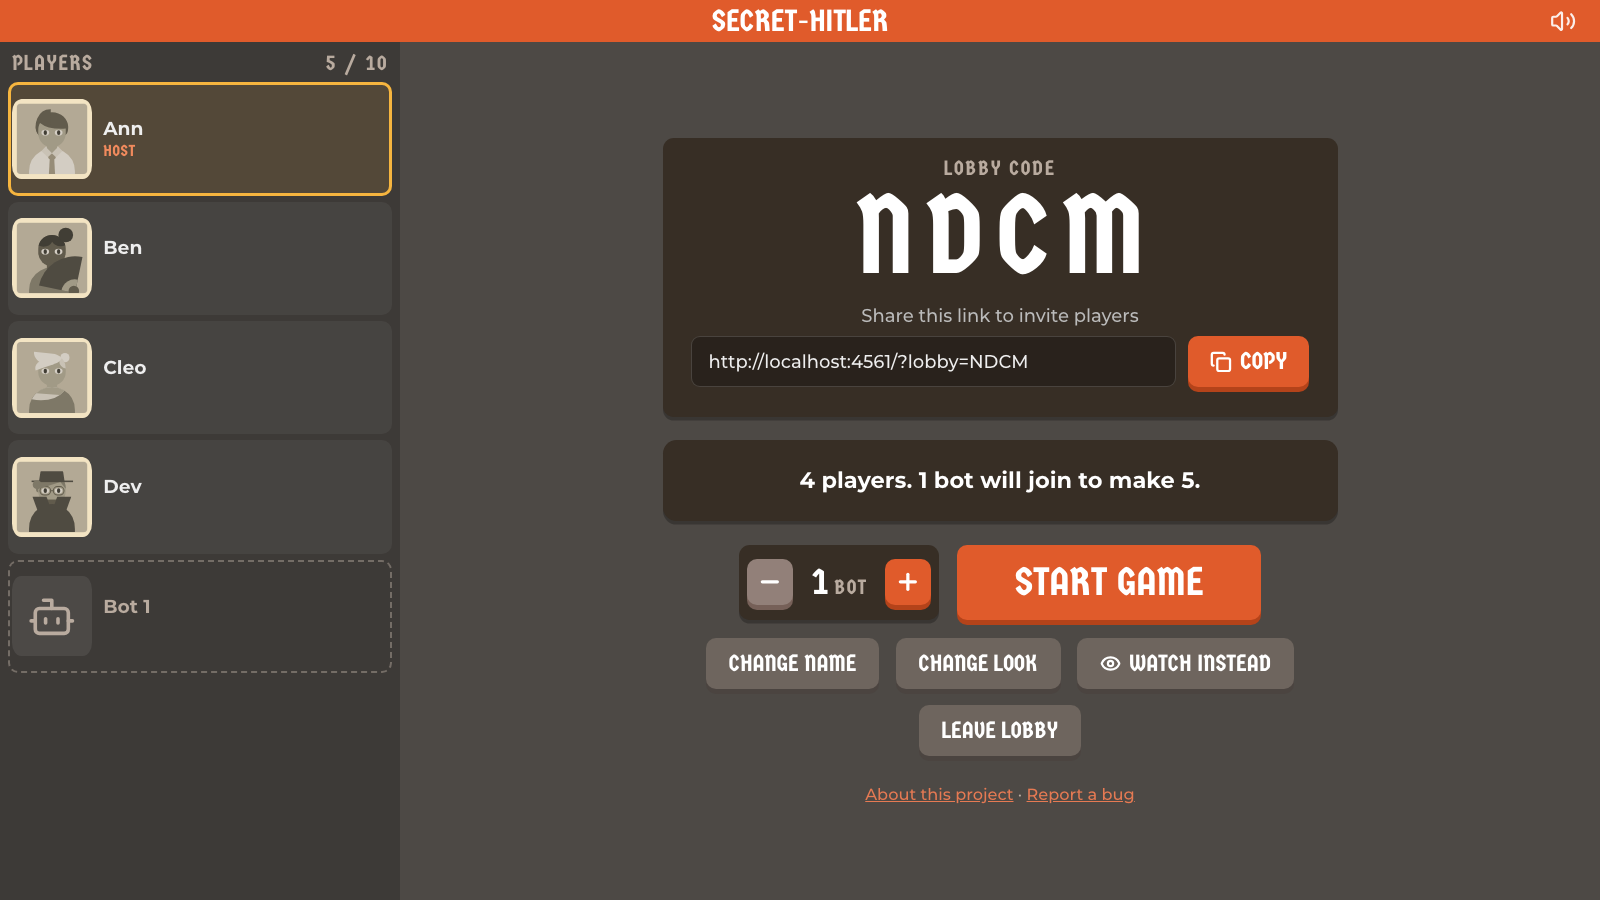 SECRET-HITLER
PLAYERS 5 / 10
Ann
HOST
Ben
Cleo
Dev
Bot 1
LOBBY CODE
NDCM
Share this link to invite players
http://localhost:4561/?lobby=NDCM
COPY
4 players. 1 bot will join to make 5.
1 BOT
START GAME
CHANGE NAME
CHANGE LOOK
WATCH INSTEAD
LEAVE LOBBY
About this project · Report a bug